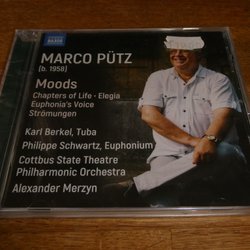 NAXOS
MARCO PÜTZ
(b. 1958)
Moods
Chapters of Life • Elegia
Euphonia's Voice
Strömungen
Karl Berkel, Tuba
Philippe Schwartz, Euphonium
Cottbus State Theatre
Philharmonic Orchestra
Alexander Merzyn